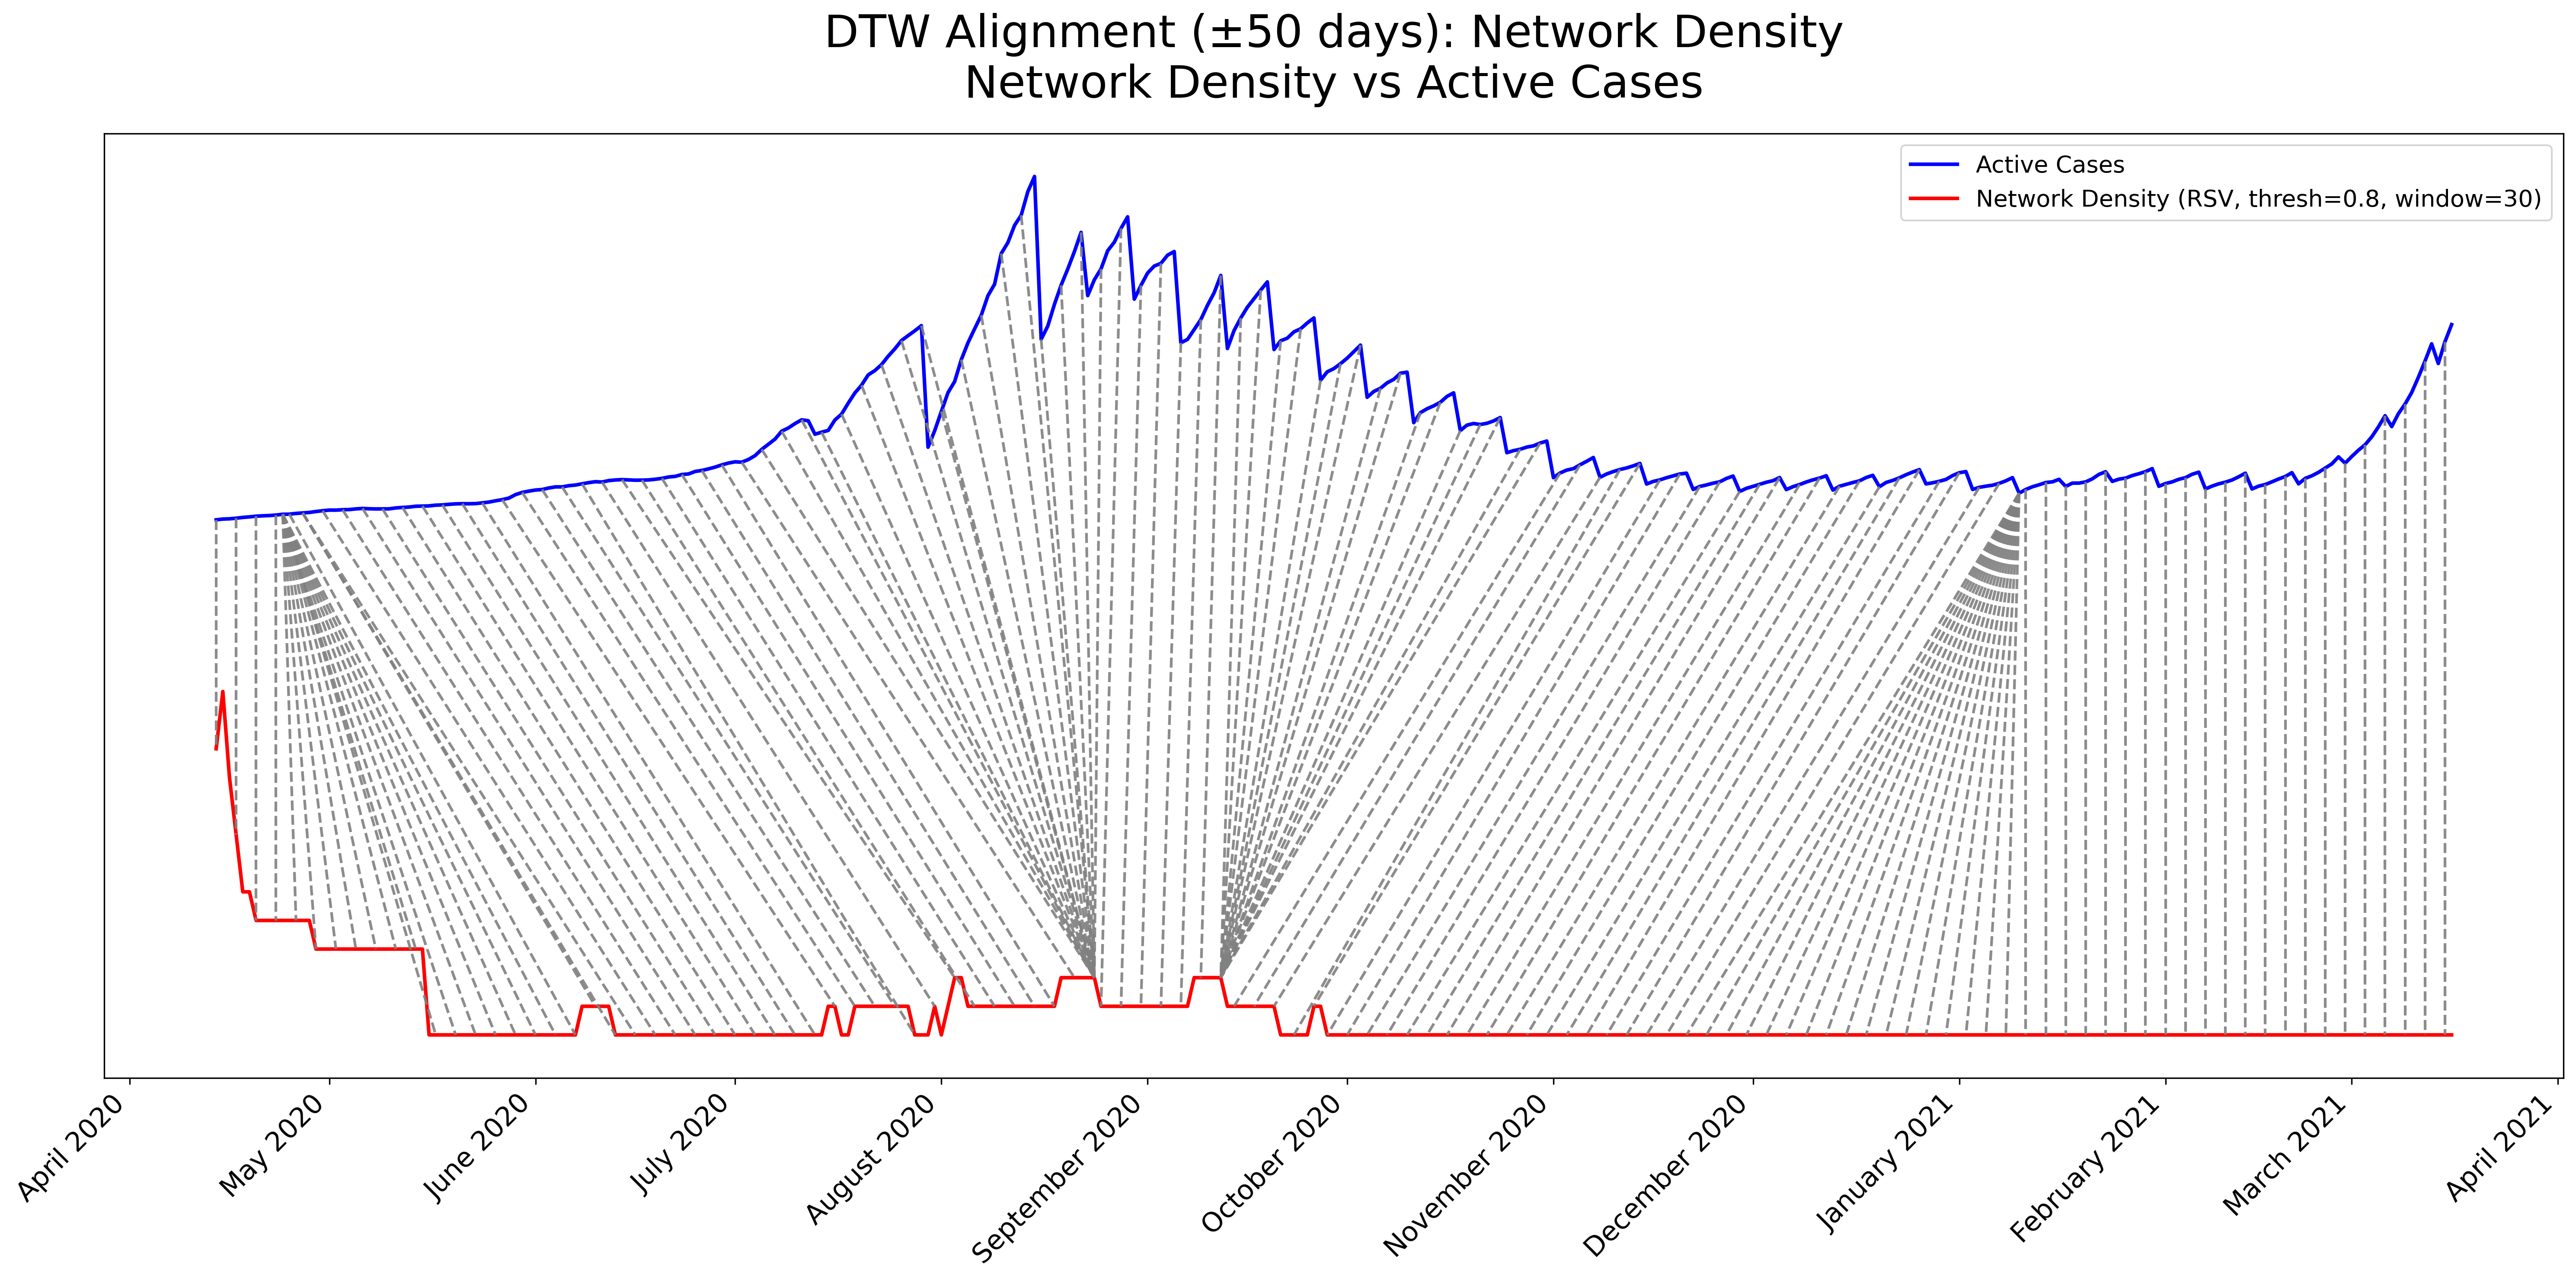 DTW Alignment (±50 days): Network Density
Network Density vs Active Cases
Active Cases
Network Density (RSV, thresh=0.8, window=30)
April 2020
May 2020
June 2020
July 2020
August 2020
September 2020
October 2020
November 2020
December 2020
January 2021
February 2021
March 2021
April 2021